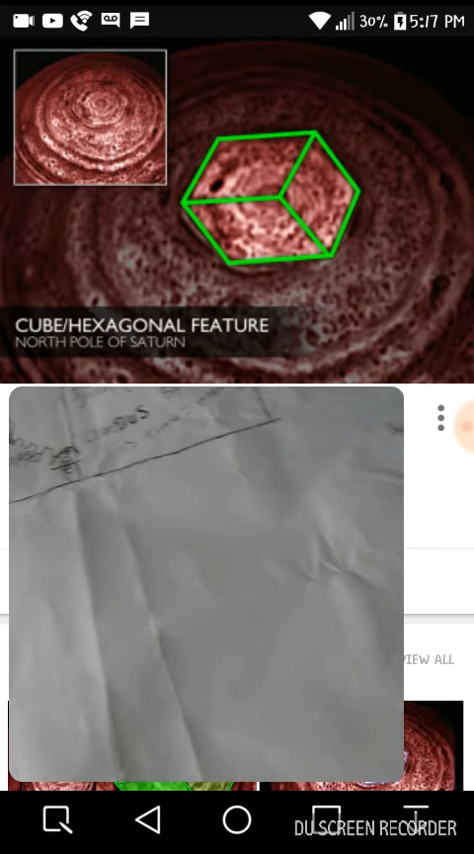 30% 5:17 PM
CUBE/HEXAGONAL FEATURE
NORTH POLE OF SATURN
VIEW ALL
DU SCREEN RECORDER